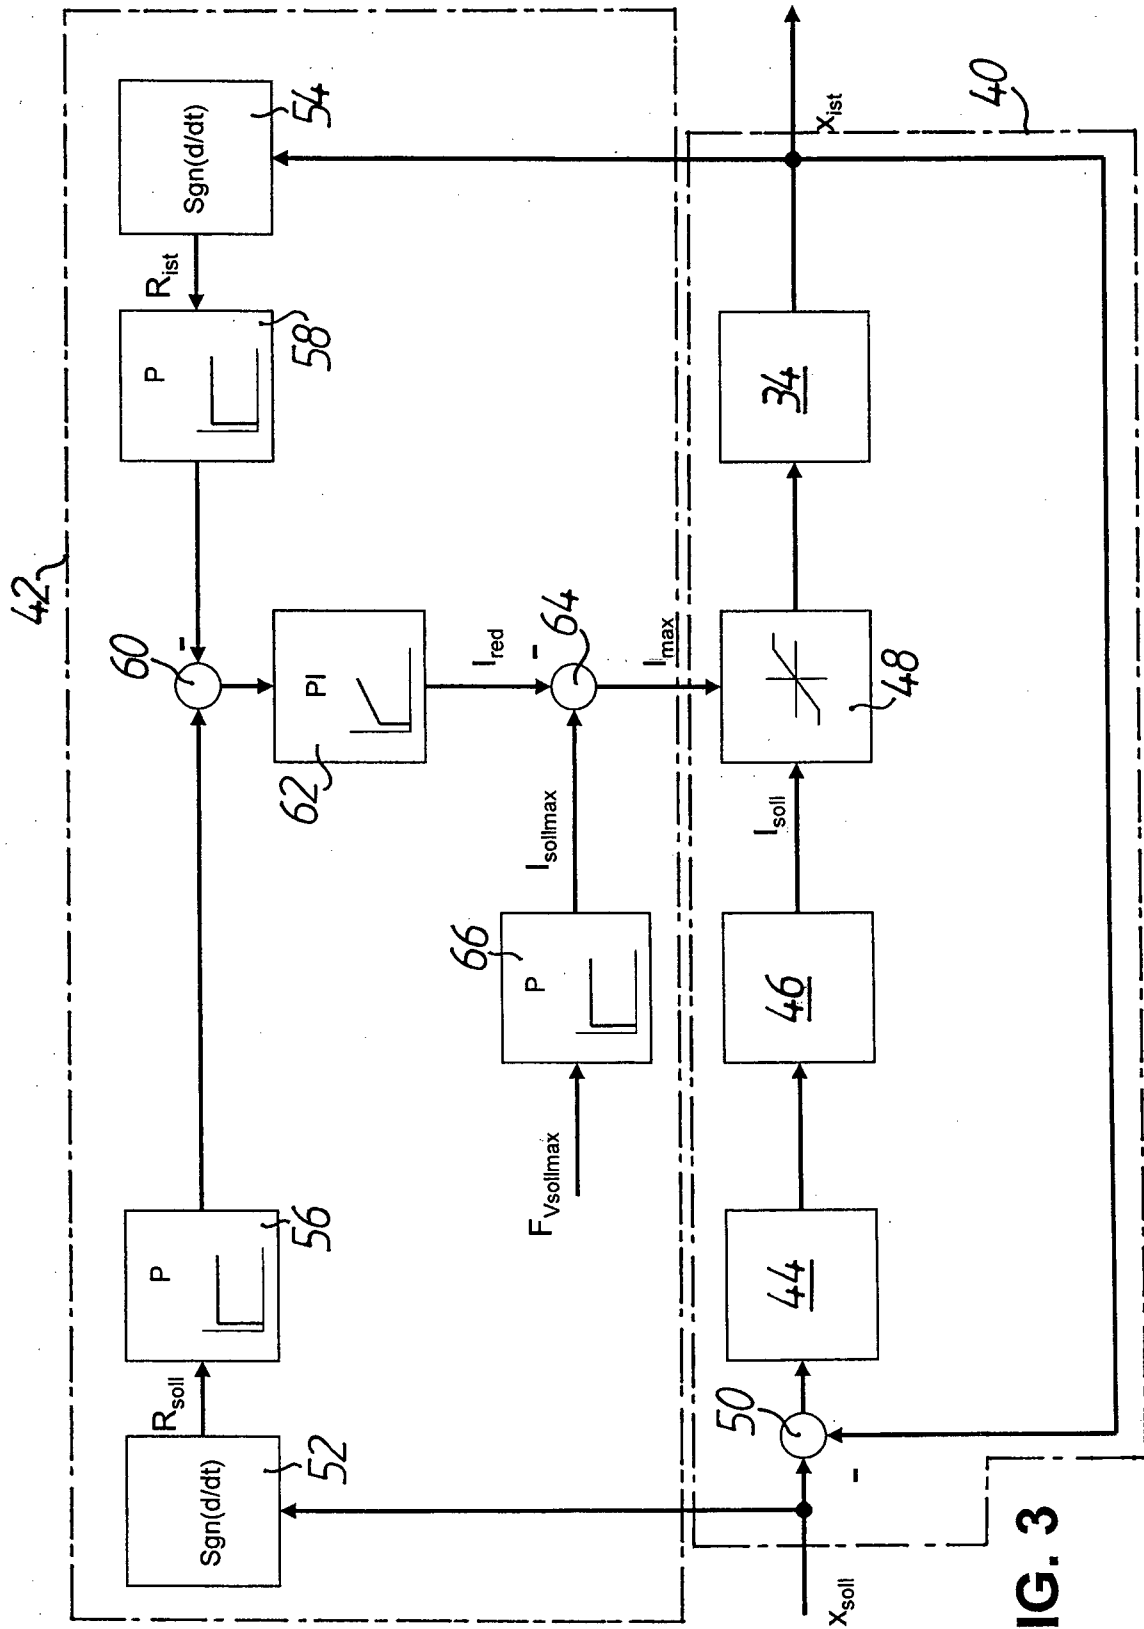 42
Sgn(d/dt)
52
R_soll
P
56
60
-
P
58
R_ist
Sgn(d/dt)
54
PI
62
I_red
-
64
F_Vsollmax
P
66
I_sollmax
I_max
X_soll
50
-
44
46
I_soll
48
34
X_ist
40
IG. 3